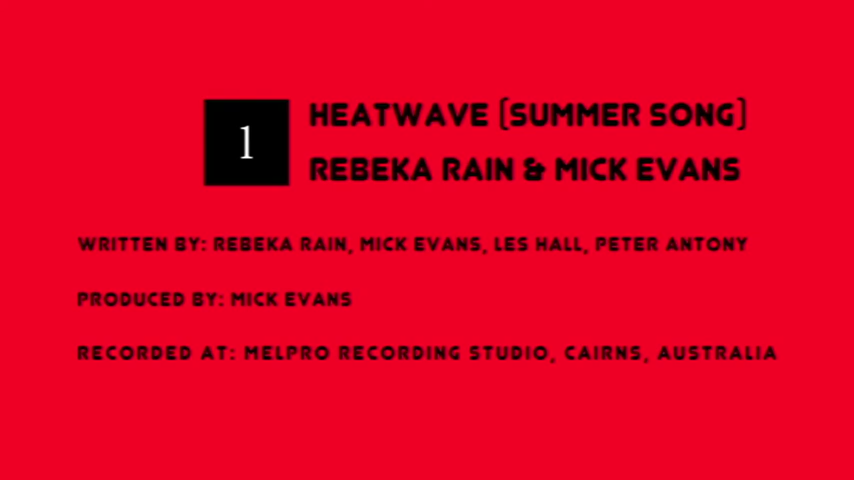 1
HEATWAVE (SUMMER SONG)
REBEKA RAIN & MICK EVANS
WRITTEN BY: REBEKA RAIN, MICK EVANS, LES HALL, PETER ANTONY
PRODUCED BY: MICK EVANS
RECORDED AT: MELPRO RECORDING STUDIO, CAIRNS, AUSTRALIA